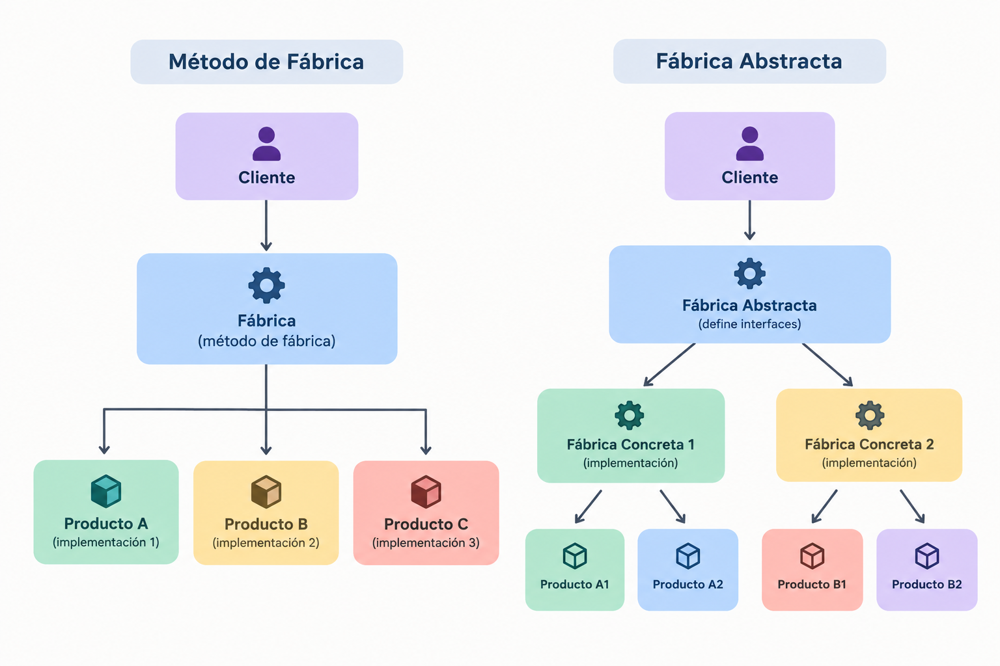 Método de Fábrica
Cliente
Fábrica
(método de fábrica)
Producto A
(implementación 1)
Producto B
(implementación 2)
Producto C
(implementación 3)
Fábrica Abstracta
Cliente
Fábrica Abstracta
(define interfaces)
Fábrica Concreta 1
(implementación)
Fábrica Concreta 2
(implementación)
Producto A1
Producto A2
Producto B1
Producto B2